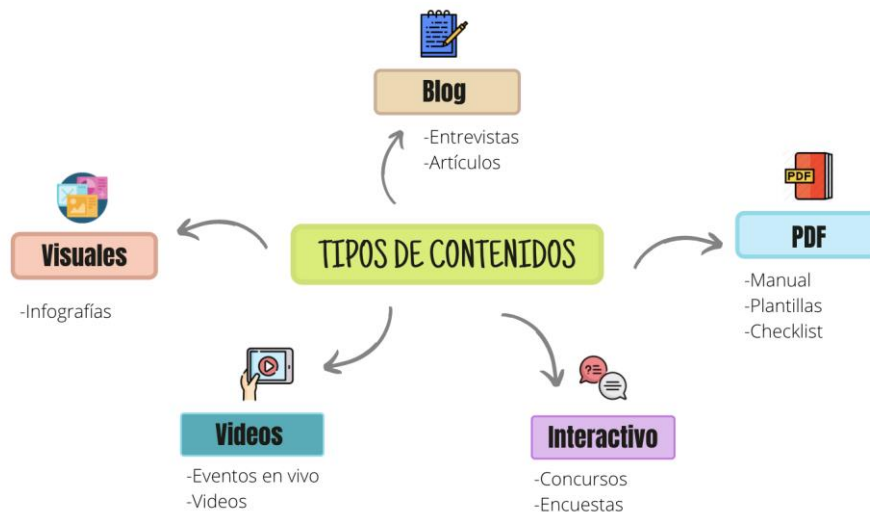 Blog
-Entrevistas
-Artículos
Visuales
-Infografías
TIPOS DE CONTENIDOS
PDF
PDF
-Manual
-Plantillas
-Checklist
Videos
-Eventos en vivo
-Videos
?=
Interactivo
-Concursos
-Encuestas